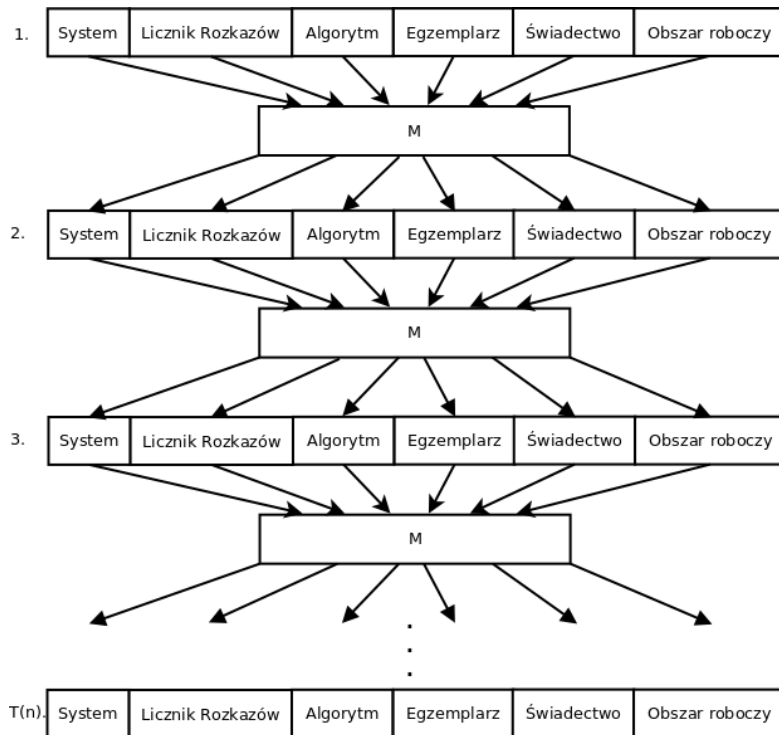 1. System Licznik Rozkazów Algorytm Egzemplarz Świadectwo Obszar roboczy
M
2. System Licznik Rozkazów Algorytm Egzemplarz Świadectwo Obszar roboczy
M
3. System Licznik Rozkazów Algorytm Egzemplarz Świadectwo Obszar roboczy
M
.
.
.
T(n). System Licznik Rozkazów Algorytm Egzemplarz Świadectwo Obszar roboczy